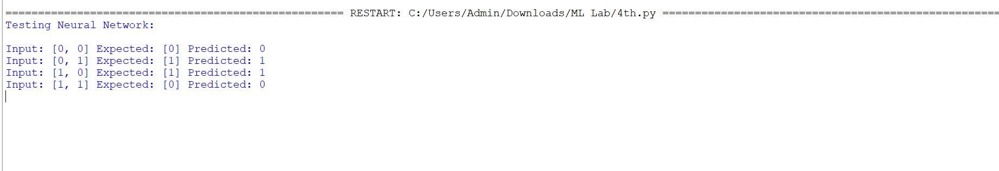 ==================================================== RESTART: C:/Users/Admin/Downloads/ML Lab/4th.py ====================================================
Testing Neural Network:
Input: [0, 0] Expected: [0] Predicted: 0
Input: [0, 1] Expected: [1] Predicted: 1
Input: [1, 0] Expected: [1] Predicted: 1
Input: [1, 1] Expected: [0] Predicted: 0